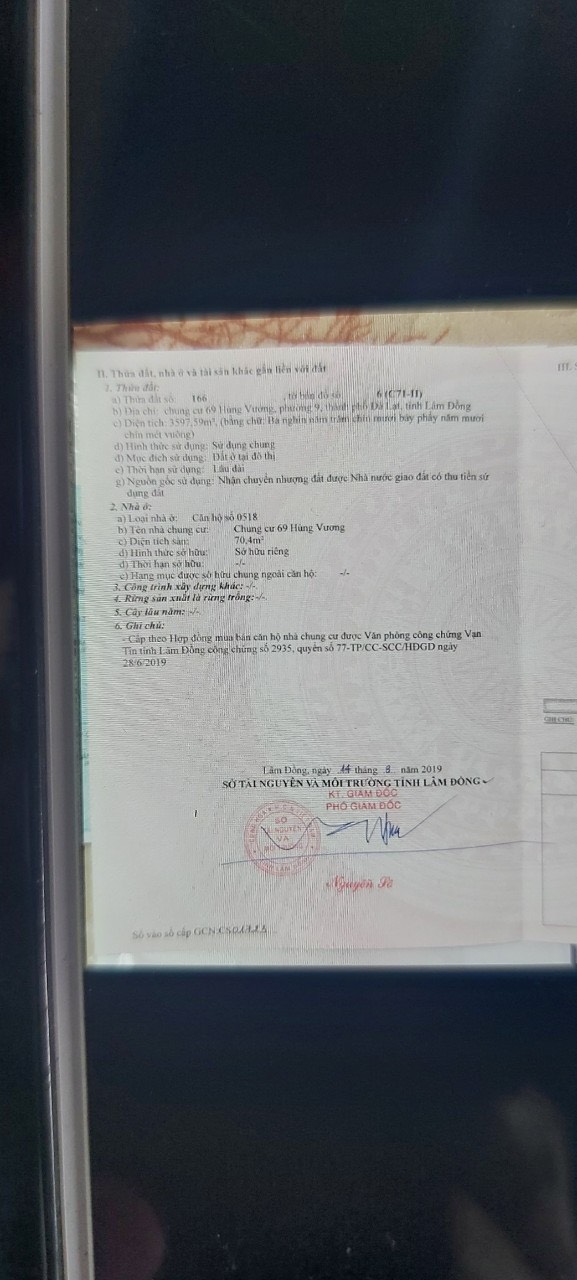 II. Thửa đất, nhà ở và tài sản khác gắn liền với đất
III.
1. Thửa đất:
a) Thửa đất số: 166 , tờ bản đồ số: 6 (C71-II)
b) Địa chỉ: chung cư 69 Hùng Vương, phường 9, thành phố Đà Lạt, tỉnh Lâm Đồng
c) Diện tích: 3597,59m², (bằng chữ: Ba nghìn năm trăm chín mươi bảy phẩy năm mươi
chín mét vuông)
d) Hình thức sử dụng: Sử dụng chung
đ) Mục đích sử dụng: Đất ở tại đô thị
e) Thời hạn sử dụng: Lâu dài
g) Nguồn gốc sử dụng: Nhận chuyển nhượng đất được Nhà nước giao đất có thu tiền sử
dụng đất
2. Nhà ở:
a) Loại nhà ở: Căn hộ số 0518
b) Tên nhà chung cư: Chung cư 69 Hùng Vương
c) Diện tích sàn: 70,4m²
d) Hình thức sở hữu: Sở hữu riêng
đ) Thời hạn sở hữu: -/-
e) Hạng mục được sở hữu chung ngoài căn hộ: -/-
3. Công trình xây dựng khác: -/-
4. Rừng sản xuất là rừng trồng: -/-
5. Cây lâu năm: -/-
6. Ghi chú:
- Cấp theo Hợp đồng mua bán căn hộ nhà chung cư được Văn phòng công chứng Vạn
Tín tỉnh Lâm Đồng công chứng số 2935, quyển số 77-TP/CC-SCC/HĐGD ngày
28/6/2019
Lâm Đồng, ngày 14 tháng 8 năm 2019
SỞ TÀI NGUYÊN VÀ MÔI TRƯỜNG TỈNH LÂM ĐỒNG
KT. GIÁM ĐỐC
PHÓ GIÁM ĐỐC
SỞ
TÀI NGUYÊN
VÀ
Số vào sổ cấp GCN: